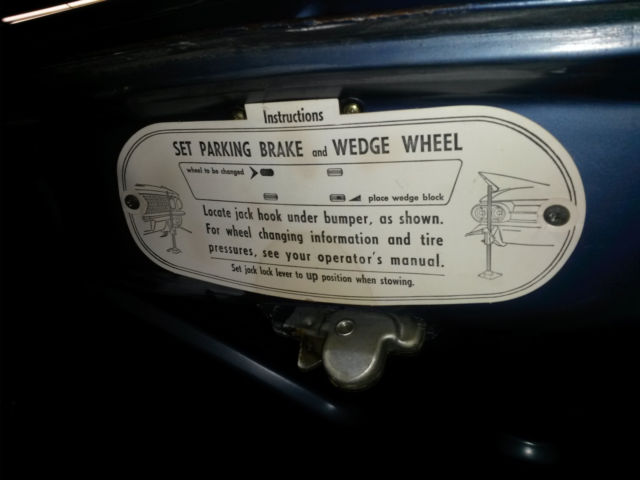 Instructions
SET PARKING BRAKE and WEDGE WHEEL
wheel to be changed
place wedge block
Locate jack hook under bumper, as shown.
For wheel changing information and tire
pressures, see your operator's manual.
Set jack lock lever to up position when stowing.